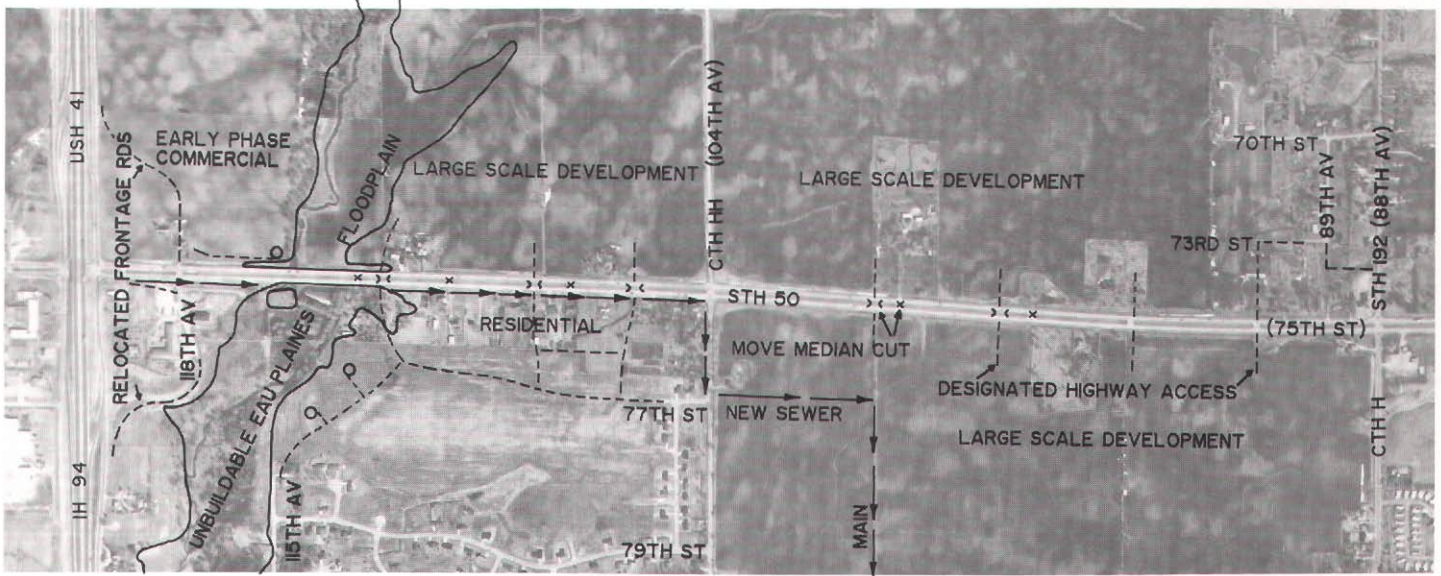 USH 41
RELOCATED FRONTAGE RDS
EARLY PHASE
COMMERCIAL
FLOODPLAIN
LARGE SCALE DEVELOPMENT
CTH HH (104TH AV)
LARGE SCALE DEVELOPMENT
70TH ST
89TH AV
STH 192 (88TH AV)
73RD ST
118TH AV
STH 50
(75TH ST)
RESIDENTIAL
MOVE MEDIAN CUT
UNBUILDABLE EAU PLAINES
DESIGNATED HIGHWAY ACCESS
77TH ST
NEW SEWER
LARGE SCALE DEVELOPMENT
CTH H
IH 94
115TH AV
79TH ST
MAIN